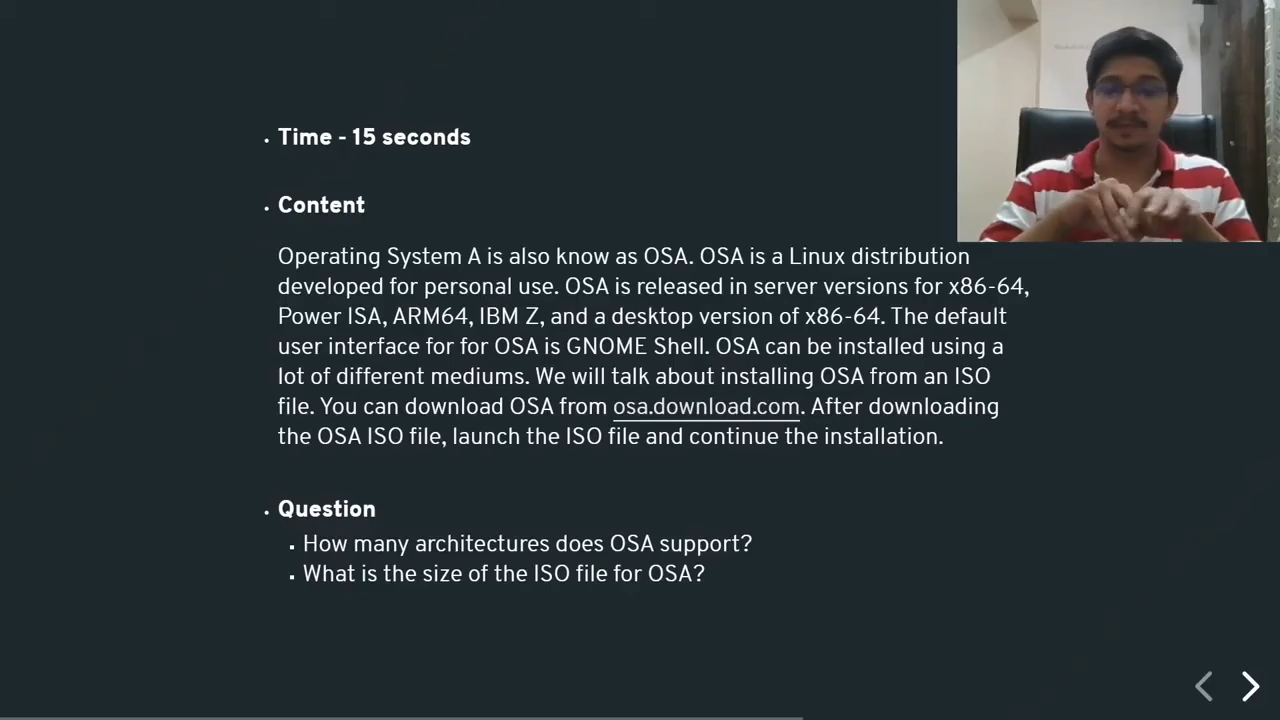 Time - 15 seconds
Content
Operating System A is also know as OSA. OSA is a Linux distribution
developed for personal use. OSA is released in server versions for x86-64,
Power ISA, ARM64, IBM Z, and a desktop version of x86-64. The default
user interface for for OSA is GNOME Shell. OSA can be installed using a
lot of different mediums. We will talk about installing OSA from an ISO
file. You can download OSA from osa.download.com. After downloading
the OSA ISO file, launch the ISO file and continue the installation.
Question
How many architectures does OSA support?
What is the size of the ISO file for OSA?